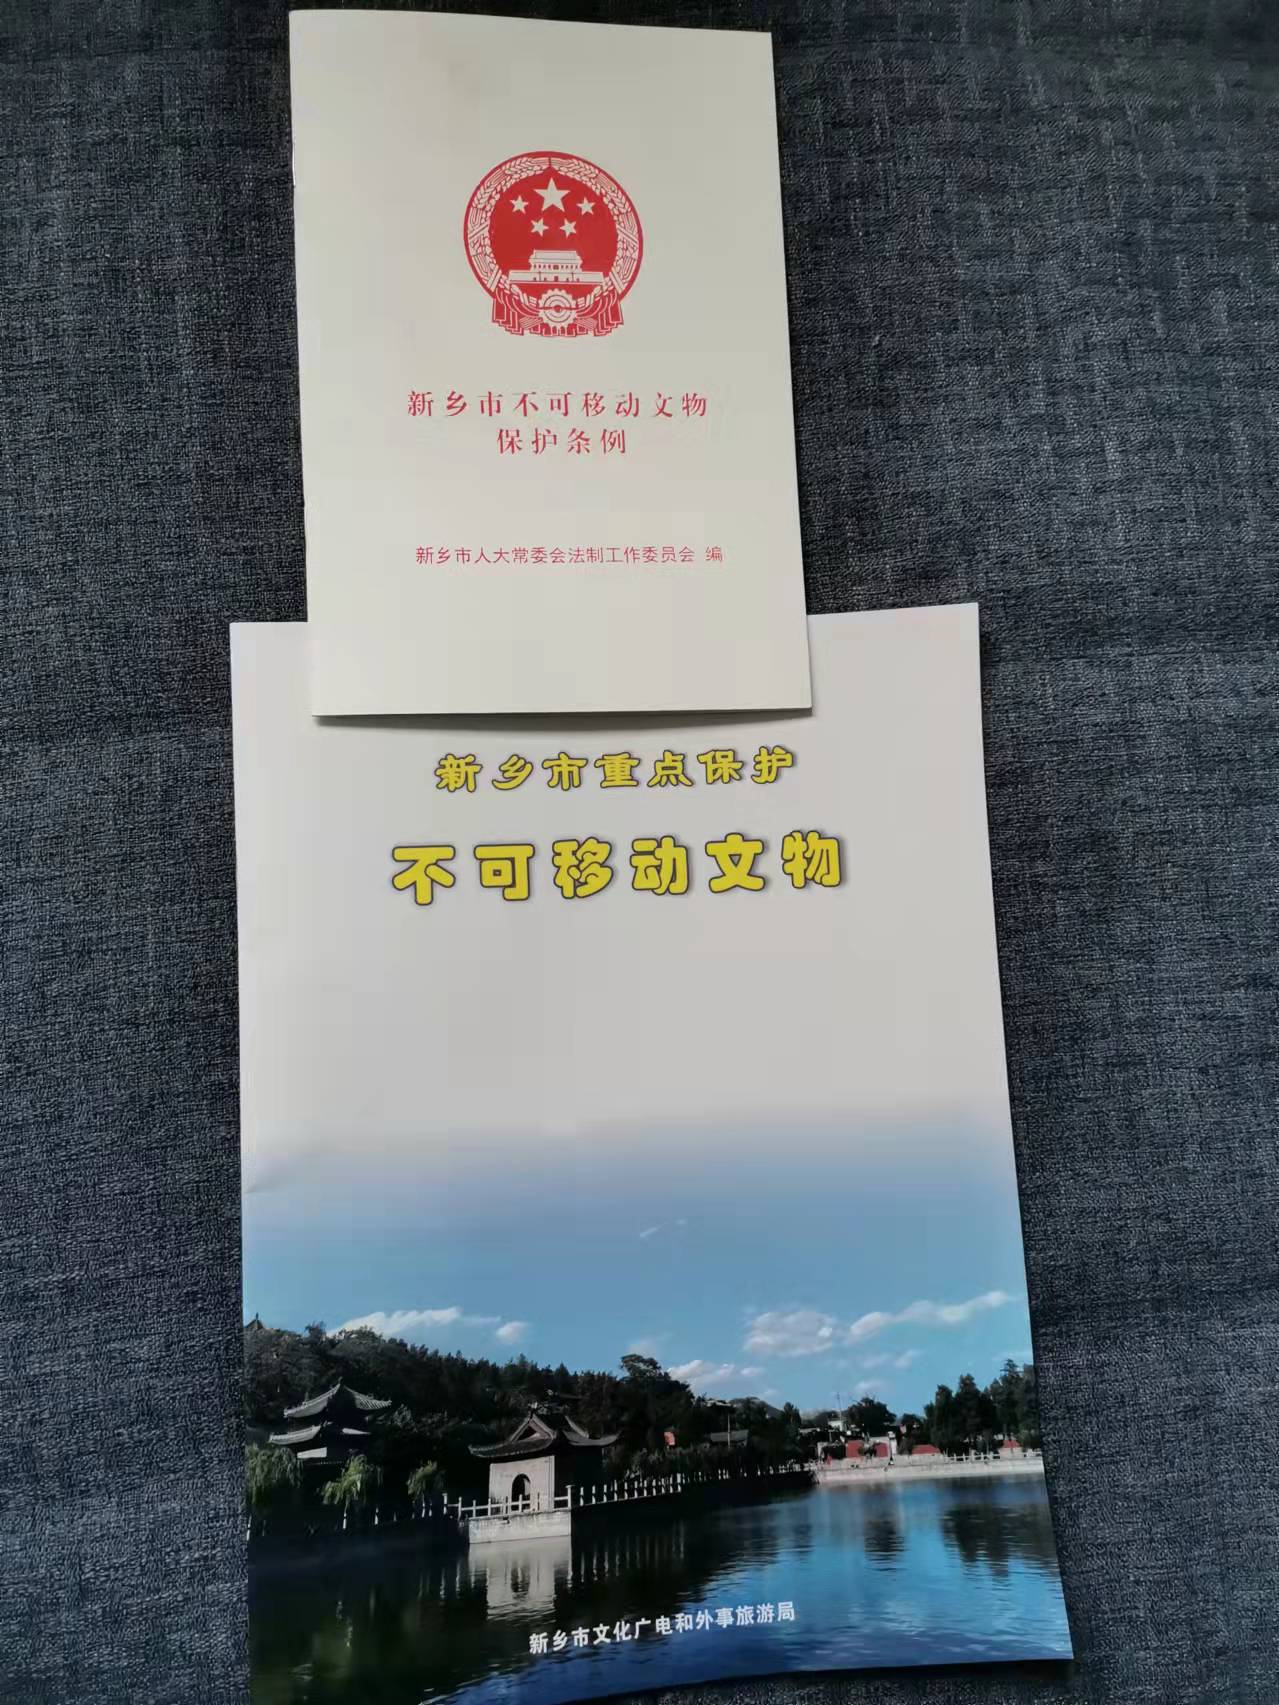 新乡市不可移动文物
保护条例
新乡市人大常委会法制工作委员会 编
新乡市重点保护
不可移动文物
新乡市文化广电和外事旅游局